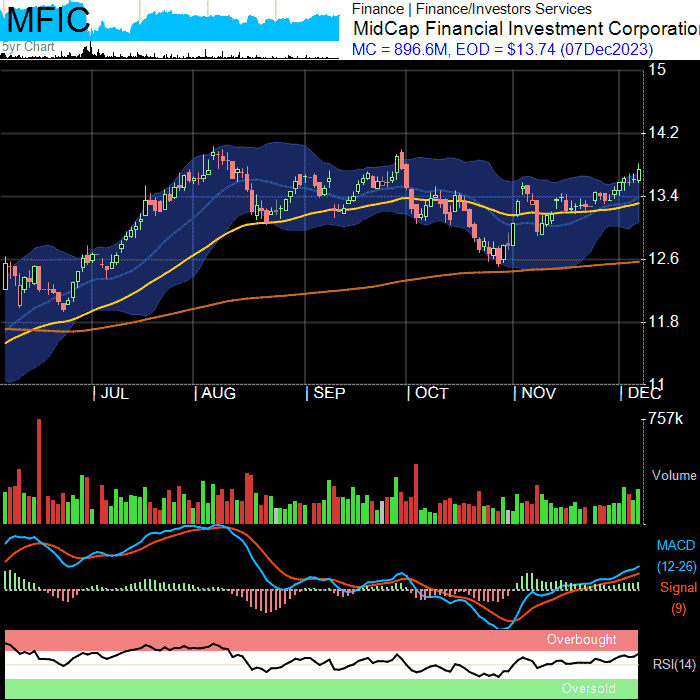 MFIC
5yr Chart
Finance | Finance/Investors Services
MidCap Financial Investment Corporatio
MC = 896.6M, EOD = $13.74 (07Dec2023)
15
14.2
13.4
12.6
11.8
11
JUL
AUG
SEP
OCT
NOV
DEC
757k
Volume
MACD
(12-26)
Signal
(9)
Overbought
RSI(14)
Oversold